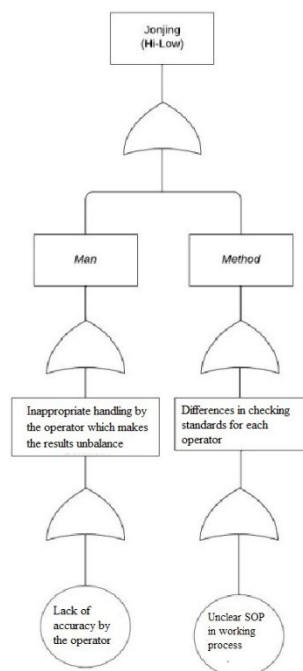 Jonjing
(Hi-Low)
Man
Method
Inappropriate handling by
the operator which makes
the results unbalance
Differences in checking
standards for each
operator
Lack of
accuracy by
the operator
Unclear SOP
in working
process